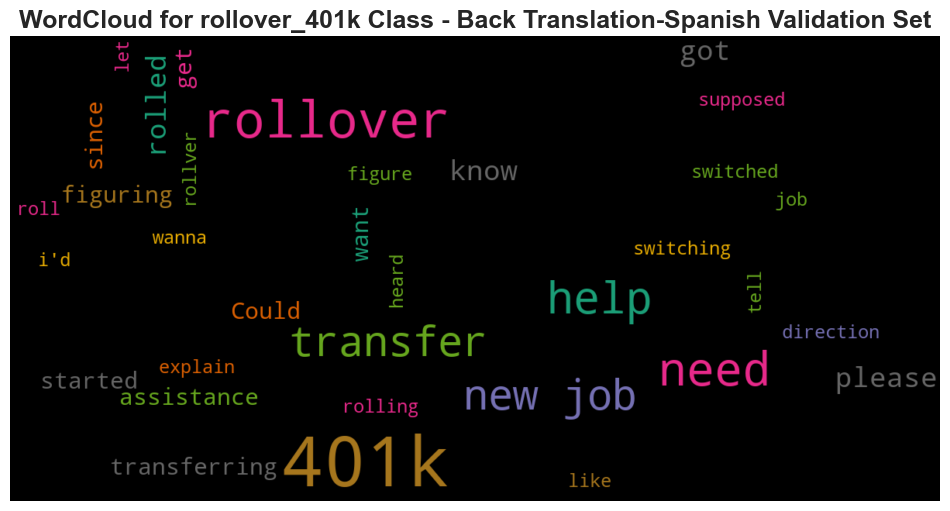 WordCloud for rollover_401k Class - Back Translation-Spanish Validation Set
let
get
rolled
got
supposed
since
rollover
rollver
know
figure
switched
figuring
job
roll
want
wanna
switching
i'd
heard
tell
help
Could
direction
transfer
explain
need
started
please
assistance
new job
rolling
401k
transferring
like